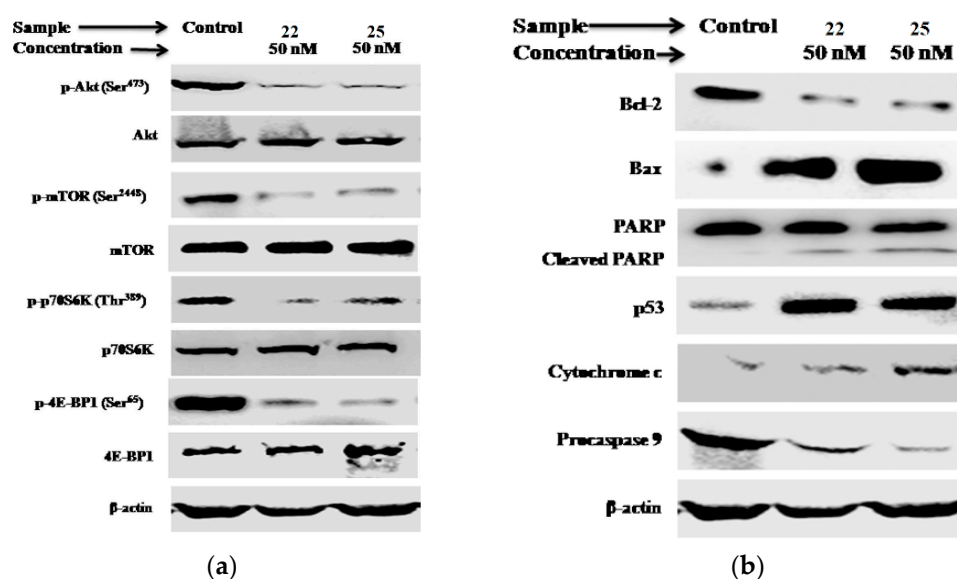 Sample Control 22 25
Concentration 50 nM 50 nM
p-Akt (Ser⁴⁷³)
Akt
p-mTOR (Ser²⁴⁴⁸)
mTOR
p-p70S6K (Thr³⁸⁹)
p70S6K
p-4E-BP1 (Ser⁶⁵)
4E-BP1
β-actin
(a)
Sample Control 22 25
Concentration 50 nM 50 nM
Bcl-2
Bax
PARP
Cleaved PARP
p53
Cytochrome c
Procaspase 9
β-actin
(b)